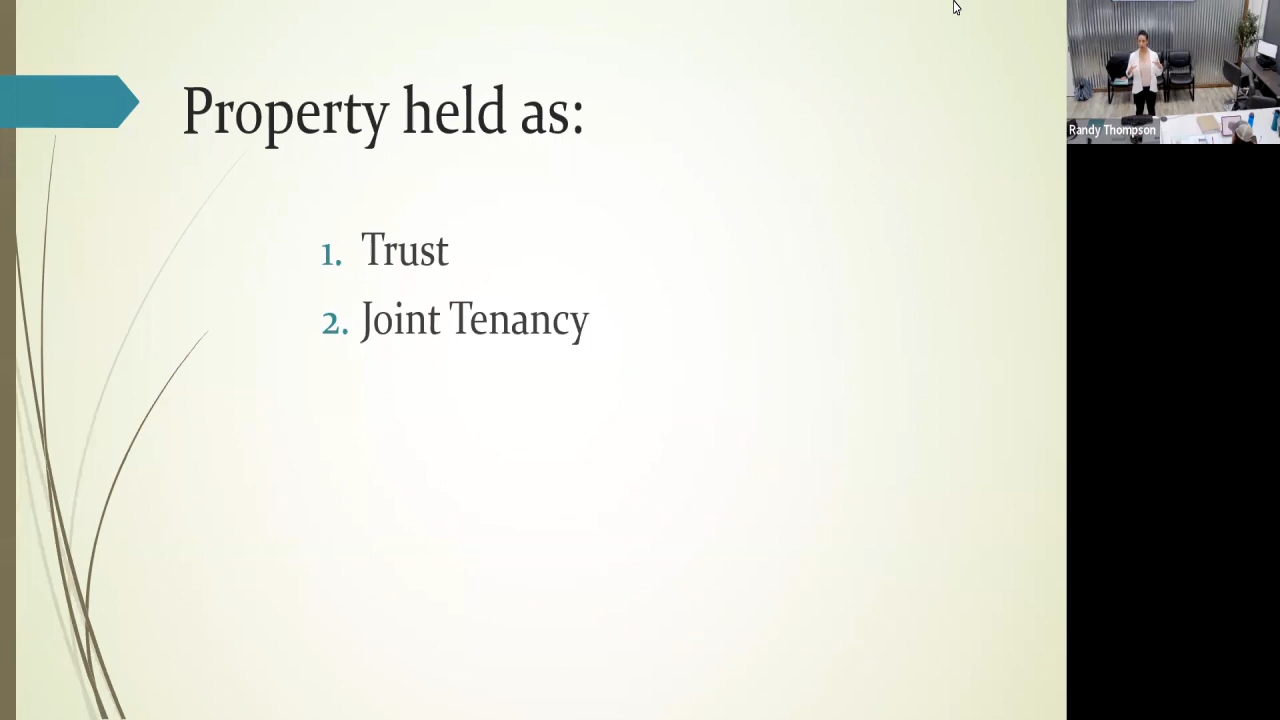 Property held as:
1. Trust
2. Joint Tenancy
Randy Thompson